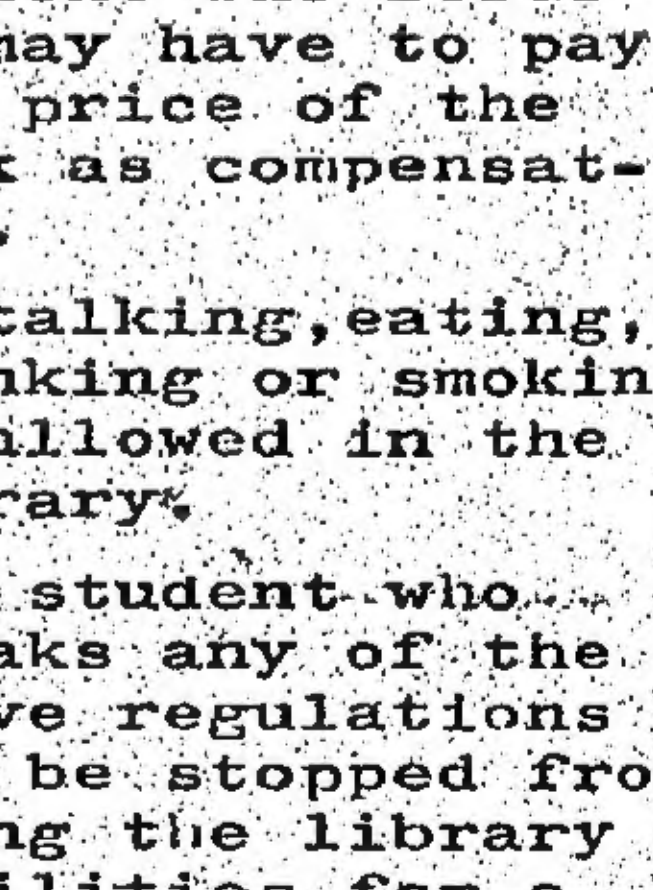 may have to pay
price of the
as compensat-
talking,eating,
nking or smokin
allowed in the
rary.
student who
aks any of the
ve regulations
be stopped fro
ng the library